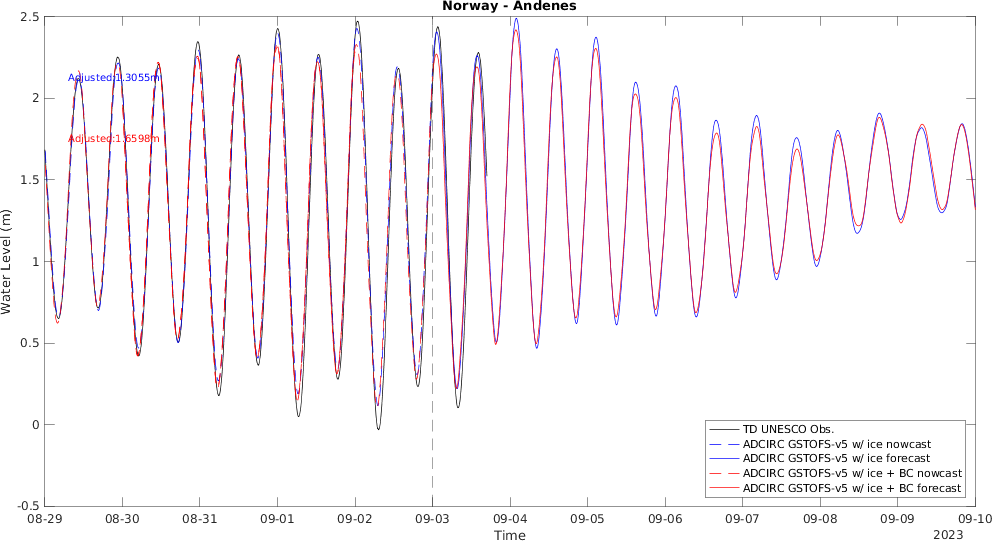 Norway - Andenes
2.5
2
1.5
1
0.5
0
-0.5
Water Level (m)
Adjusted:1.3055m
Adjusted:1.6598m
TD UNESCO Obs.
ADCIRC GSTOFS-v5 w/ ice nowcast
ADCIRC GSTOFS-v5 w/ ice forecast
ADCIRC GSTOFS-v5 w/ ice + BC nowcast
ADCIRC GSTOFS-v5 w/ ice + BC forecast
08-29 08-30 08-31 09-01 09-02 09-03 09-04 09-05 09-06 09-07 09-08 09-09 09-10
Time
2023